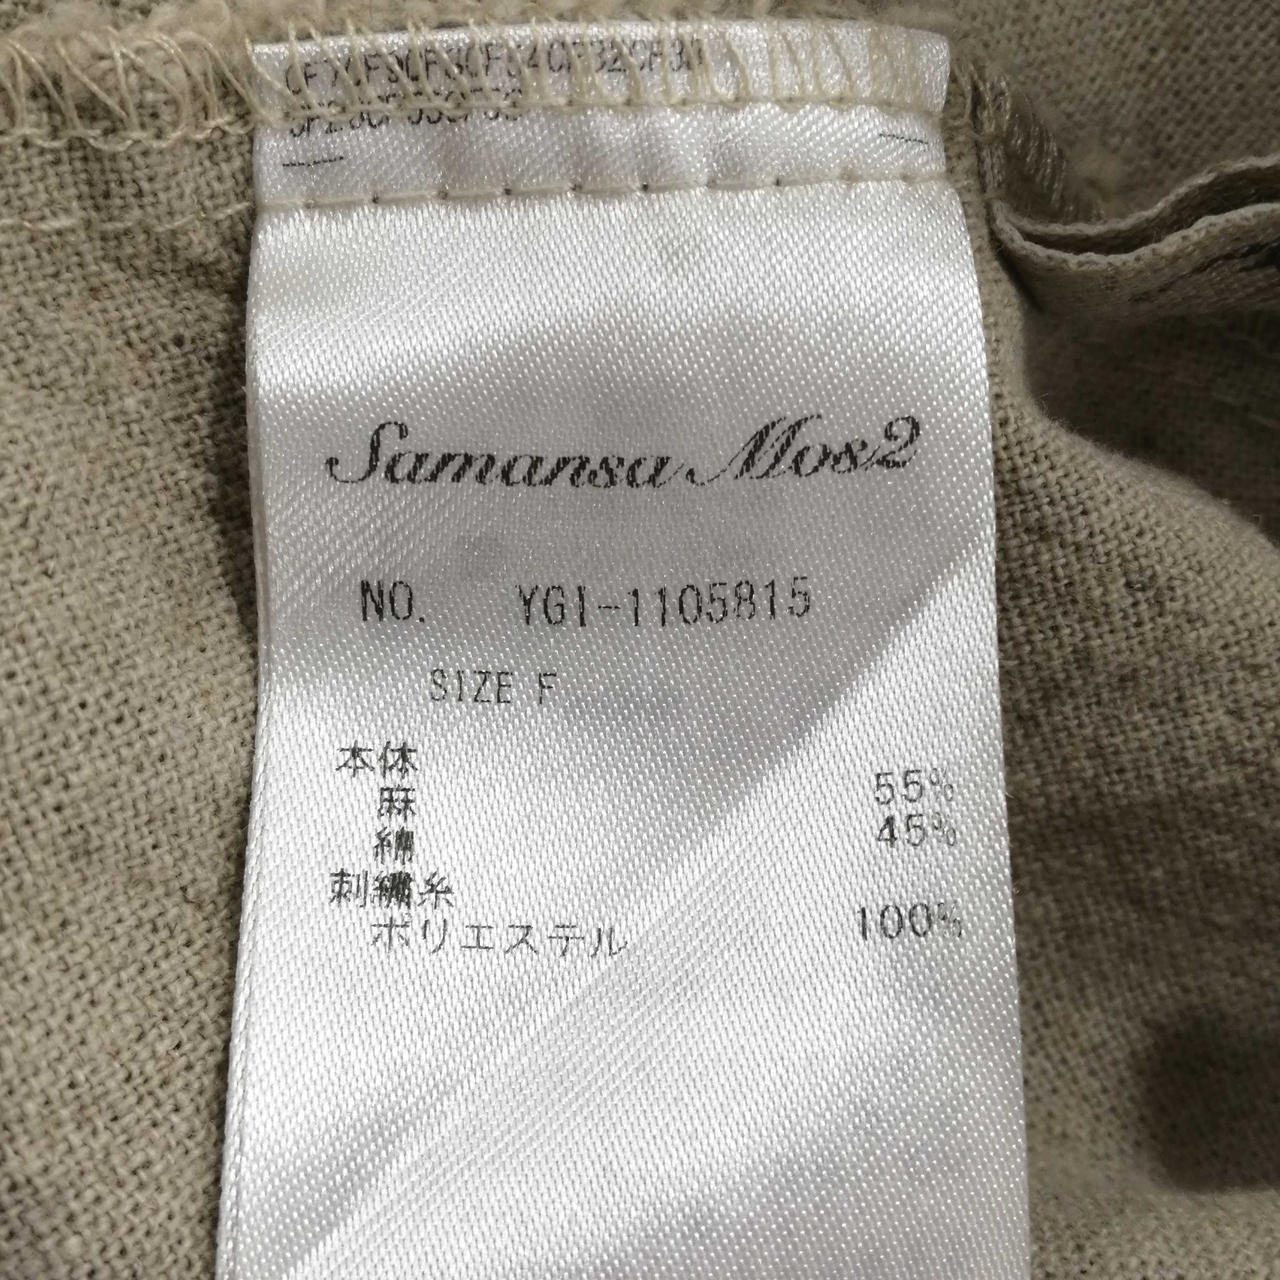 Samansa Mos2
NO. YGI-1105815
SIZE F
本体
麻 55%
綿 45%
刺繍糸
ポリエステル 100%